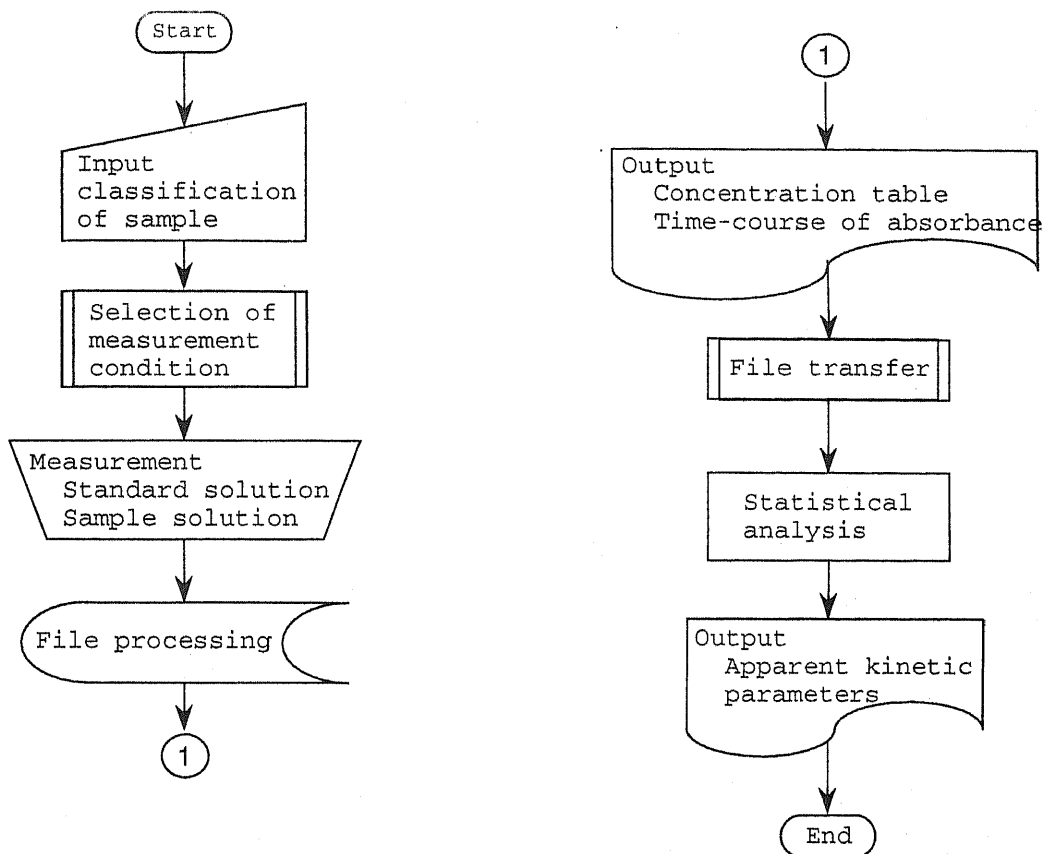 Start
Input
classification
of sample
Selection of
measurement
condition
Measurement
Standard solution
Sample solution
File processing
1
1
Output
Concentration table
Time-course of absorbance
File transfer
Statistical
analysis
Output
Apparent kinetic
parameters
End